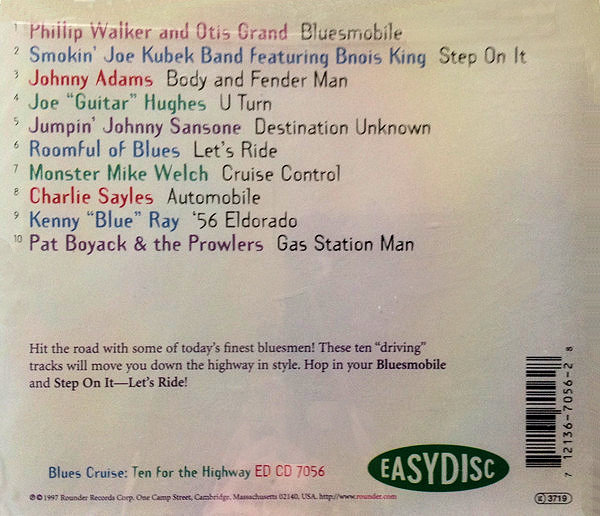 1 Phillip Walker and Otis Grand Bluesmobile
2 Smokin' Joe Kubek Band featuring Bnois King Step On It
3 Johnny Adams Body and Fender Man
4 Joe "Guitar" Hughes U Turn
5 Jumpin' Johnny Sansone Destination Unknown
6 Roomful of Blues Let's Ride
7 Monster Mike Welch Cruise Control
8 Charlie Sayles Automobile
9 Kenny "Blue" Ray '56 Eldorado
10 Pat Boyack & the Prowlers Gas Station Man
Hit the road with some of today's finest bluesmen! These ten "driving"
tracks will move you down the highway in style. Hop in your Bluesmobile
and Step On It—Let's Ride!
7 12136-7056-2 8
Blues Cruise: Ten for the Highway ED CD 7056
EASYDISC
℗©1997 Rounder Records Corp. One Camp Street, Cambridge, Massachusetts 02140, USA. http://www.rounder.com
3719